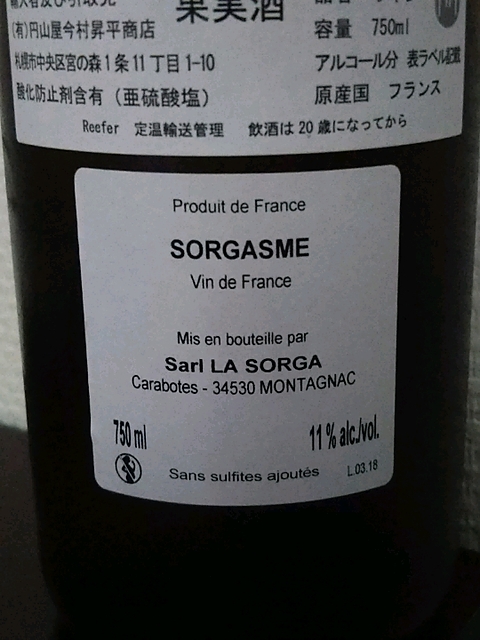 果実酒
(有)円山屋今村昇平商店
容量 750ml
札幌市中央区宮の森1条11丁目1-10
アルコール分 表ラベル記載
酸化防止剤含有（亜硫酸塩）
原産国 フランス
Reefer 定温輸送管理 飲酒は20歳になってから
Produit de France
SORGASME
Vin de France
Mis en bouteille par
Sarl LA SORGA
Carabotes - 34530 MONTAGNAC
750 ml
11 % alc./vol.
Sans sulfites ajoutés
L.03.18